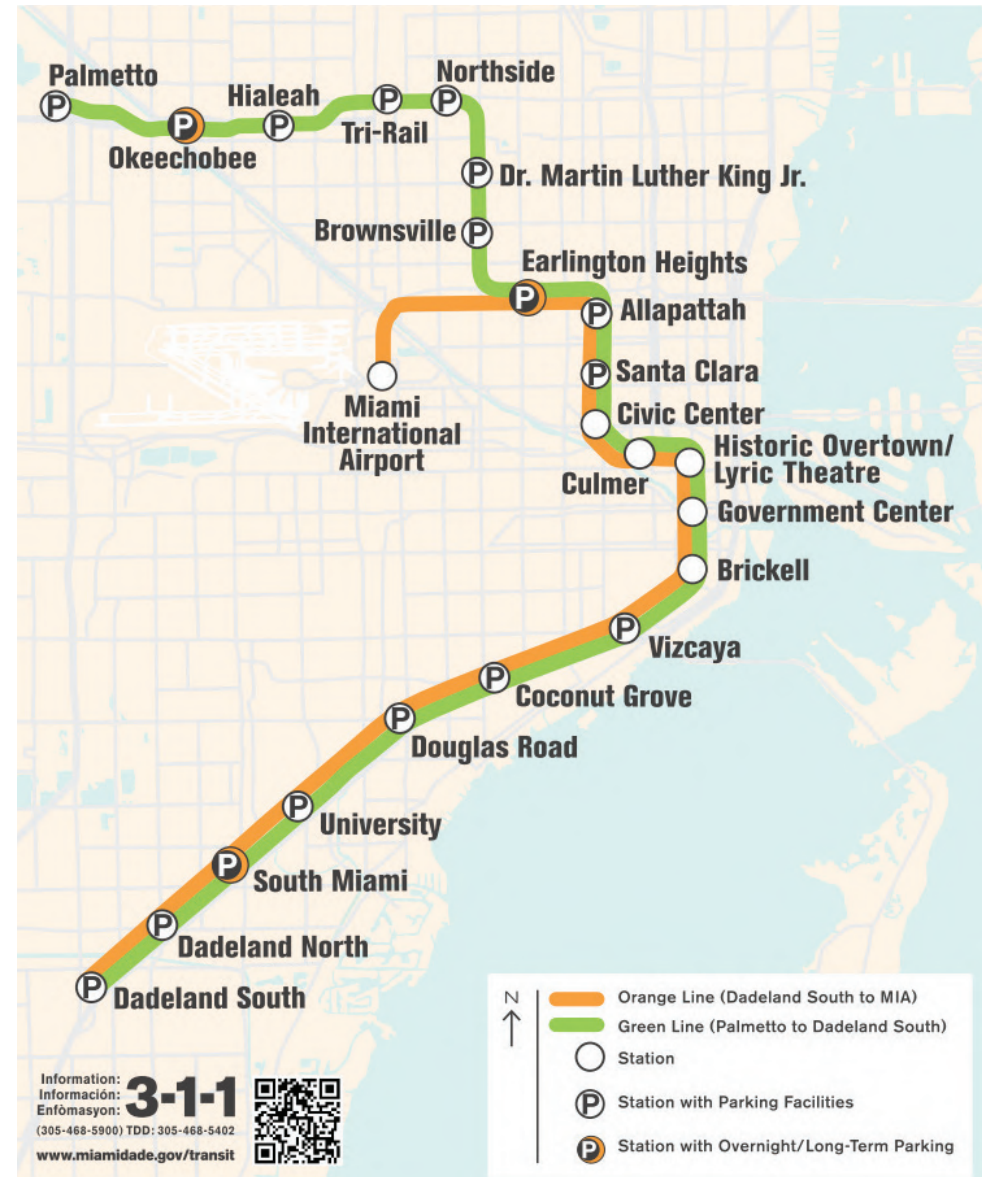 Palmetto
P
Okeechobee
P
Hialeah
P
Tri-Rail
P
Northside
P
Dr. Martin Luther King Jr.
P
Brownsville
P
Earlington Heights
P
Allapattah
P
Miami
International
Airport
Santa Clara
P
Civic Center
Culmer
Historic Overtown/
Lyric Theatre
Government Center
Brickell
Vizcaya
P
Coconut Grove
P
Douglas Road
P
University
P
South Miami
P
Dadeland North
P
Dadeland South
P
N
Orange Line (Dadeland South to MIA)
Green Line (Palmetto to Dadeland South)
Station
P Station with Parking Facilities
P Station with Overnight/Long-Term Parking
Information:
Información:
Enfòmasyon:
3-1-1
(305-468-5900) TDD: 305-468-5402
www.miamidade.gov/transit